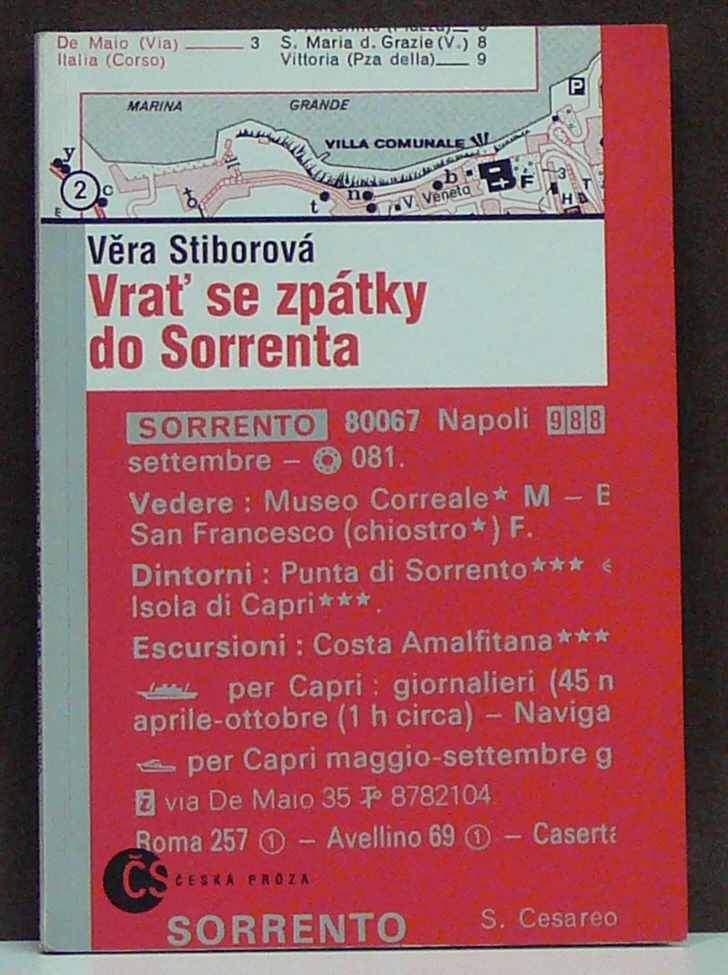 De Maio (Via) 3
Italia (Corso)
S. Maria d. Grazie (V.) 8
Vittoria (Pza della) 9
P
MARINA GRANDE
VILLA COMUNALE
y
2
c
E
t
n
b
V. Veneto
F
3
H
T
Věra Stiborová
Vrať se zpátky
do Sorrenta
SORRENTO 80067 Napoli 988
settembre – 081.
Vedere : Museo Correale★ M – E
San Francesco (chiostro★) F.
Dintorni : Punta di Sorrento★★★
Isola di Capri★★★.
Escursioni : Costa Amalfitana★★★
per Capri : giornalieri (45 n
aprile-ottobre (1 h circa) – Naviga
per Capri maggio-settembre g
i via De Maio 35 8782104
Roma 257 ① – Avellino 69 ① – Caserta
ČS ČESKÁ PRÓZA
SORRENTO S. Cesareo